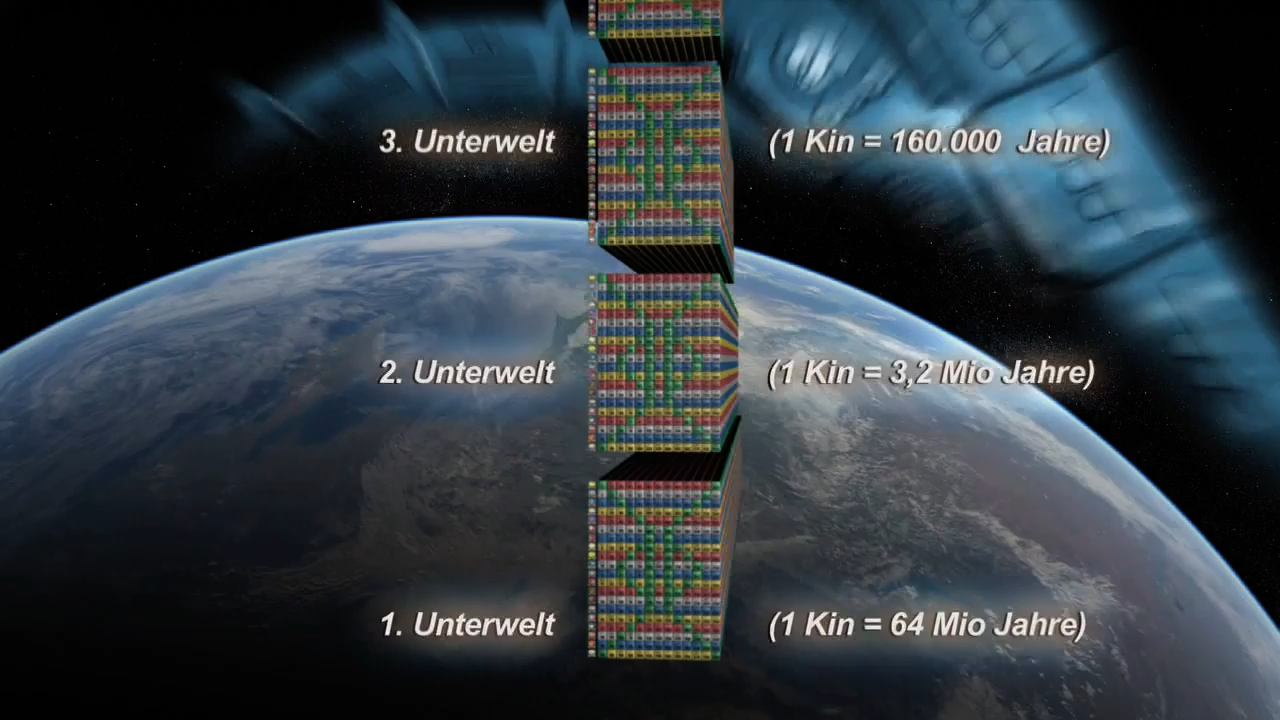 3. Unterwelt (1 Kin = 160.000 Jahre)
2. Unterwelt (1 Kin = 3,2 Mio Jahre)
1. Unterwelt (1 Kin = 64 Mio Jahre)